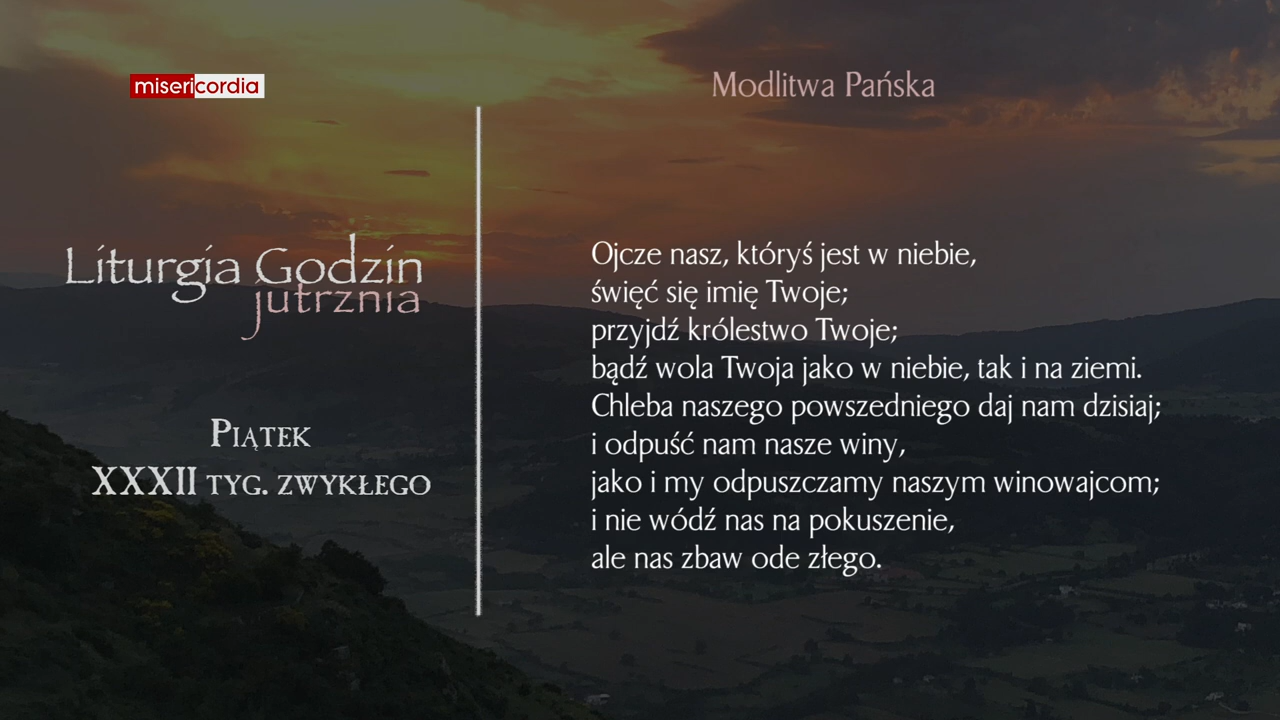 misericordia
Liturgia Godzin
jutrznia
Piątek
XXXII tyg. zwykłego
Modlitwa Pańska
Ojcze nasz, któryś jest w niebie,
święć się imię Twoje;
przyjdź królestwo Twoje;
bądź wola Twoja jako w niebie, tak i na ziemi.
Chleba naszego powszedniego daj nam dzisiaj;
i odpuść nam nasze winy,
jako i my odpuszczamy naszym winowajcom;
i nie wódź nas na pokuszenie,
ale nas zbaw ode złego.